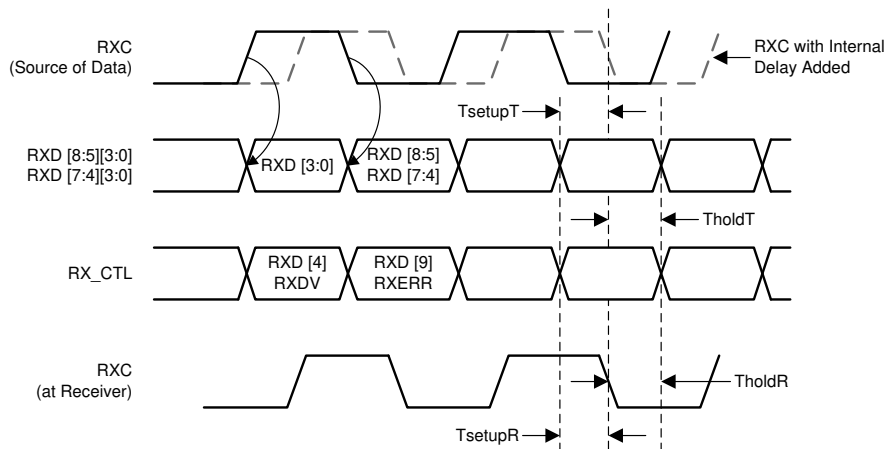 RXC
(Source of Data)
RXC with Internal
Delay Added
TsetupT
RXD [8:5][3:0]
RXD [7:4][3:0]
RXD [3:0]
RXD [8:5]
RXD [7:4]
TholdT
RX_CTL
RXD [4]
RXDV
RXD [9]
RXERR
RXC
(at Receiver)
TholdR
TsetupR